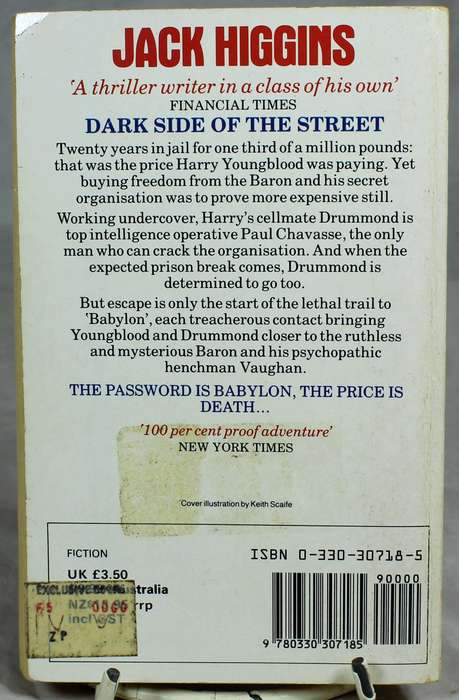 JACK HIGGINS
'A thriller writer in a class of his own'
FINANCIAL TIMES
DARK SIDE OF THE STREET
Twenty years in jail for one third of a million pounds:
that was the price Harry Youngblood was paying. Yet
buying freedom from the Baron and his secret
organisation was to prove more expensive still.
Working undercover, Harry's cellmate Drummond is
top intelligence operative Paul Chavasse, the only
man who can crack the organisation. And when the
expected prison break comes, Drummond is
determined to go too.
But escape is only the start of the lethal trail to
'Babylon', each treacherous contact bringing
Youngblood and Drummond closer to the ruthless
and mysterious Baron and his psychopathic
henchman Vaughan.
THE PASSWORD IS BABYLON, THE PRICE IS
DEATH...
'100 per cent proof adventure'
NEW YORK TIMES
Cover illustration by Keith Scaife
FICTION
ISBN 0-330-30718-5
UK £3.50
90000
EXCLUSIVE
Australia
NZ
rrp
incl GST
Z P
9 780330 307185